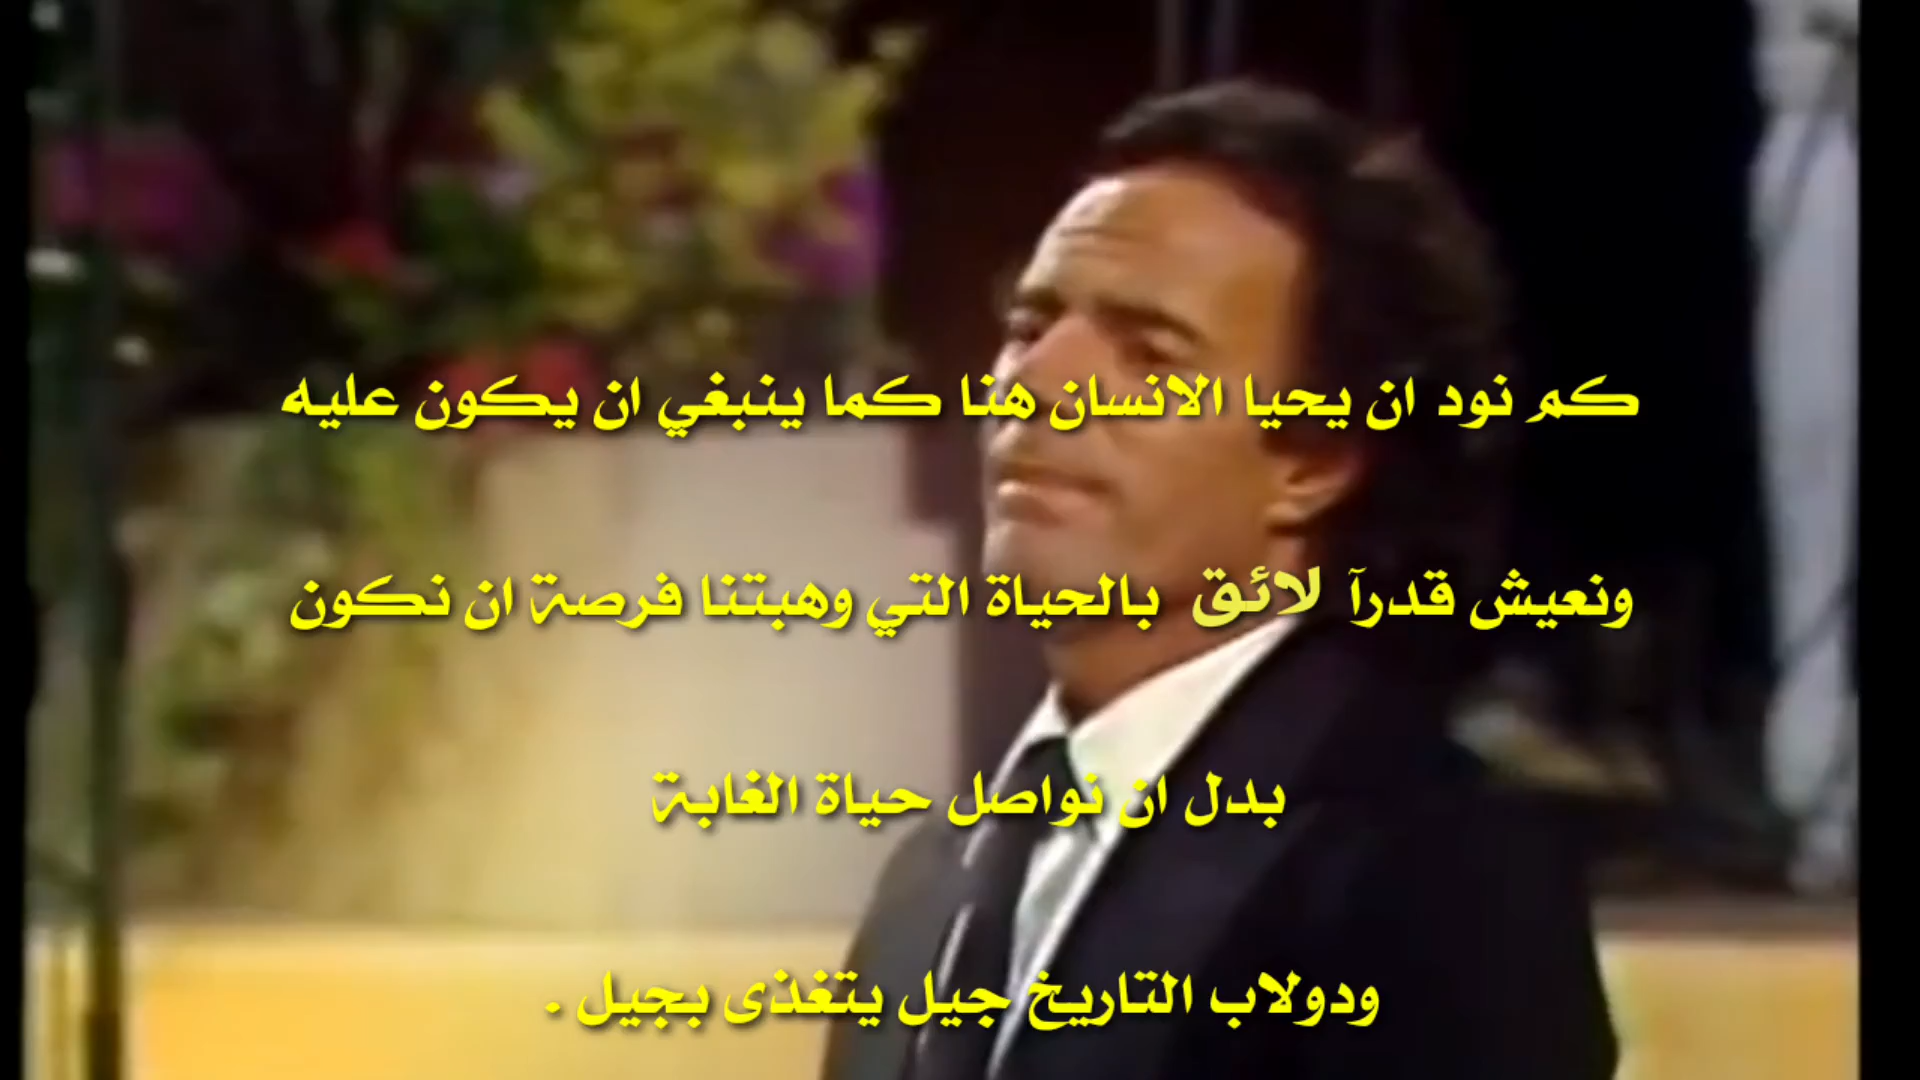 كم نود ان يحيا الانسان هنا كما ينبغي ان يكون عليه
ونعيش قدرآ لائق بالحياة التي وهبتنا فرصة ان نكون
بدل ان نواصل حياة الغابة
ودولاب التاريخ جيل يتغذى بجيل .